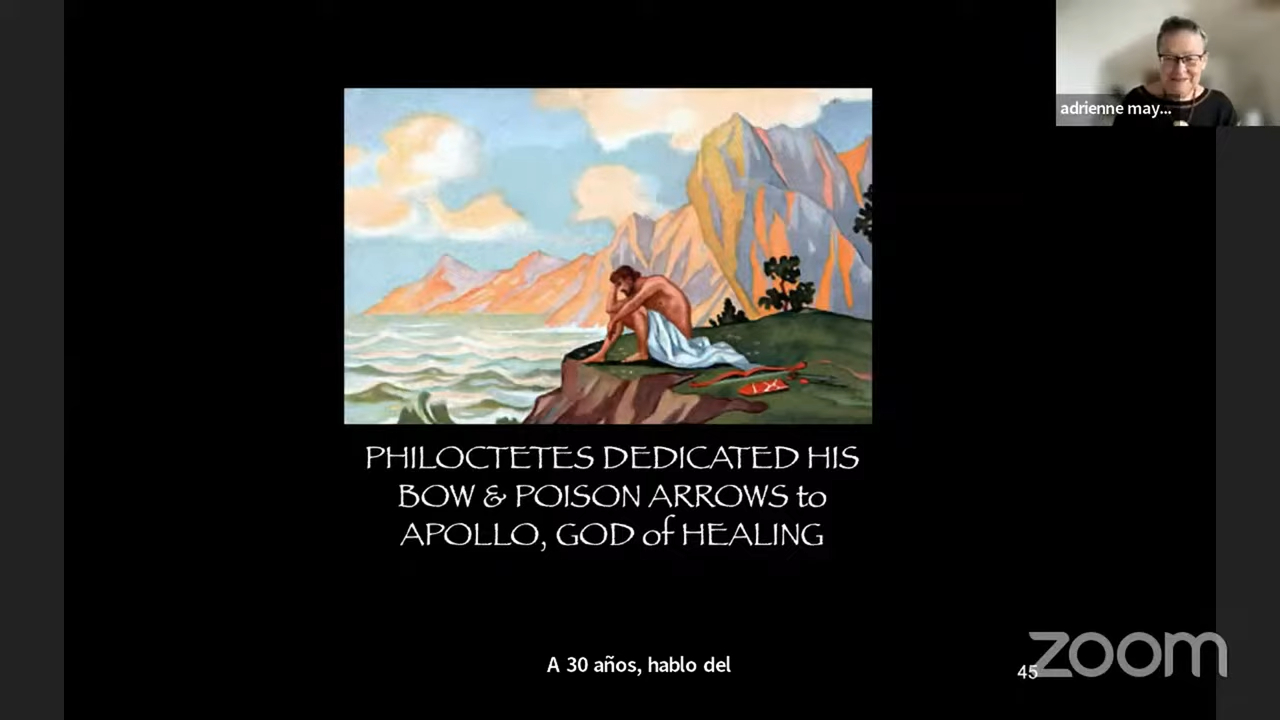 adrienne may...
PHILOCTETES DEDICATED HIS
BOW & POISON ARROWS to
APOLLO, GOD of HEALING
A 30 años, hablo del
45
zoom